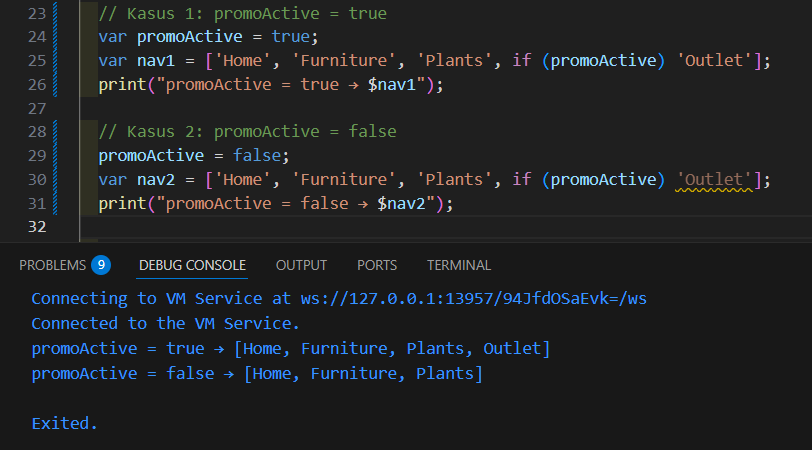 23 // Kasus 1: promoActive = true
24 var promoActive = true;
25 var nav1 = ['Home', 'Furniture', 'Plants', if (promoActive) 'Outlet'];
26 print("promoActive = true → $nav1");
27
28 // Kasus 2: promoActive = false
29 promoActive = false;
30 var nav2 = ['Home', 'Furniture', 'Plants', if (promoActive) 'Outlet'];
31 print("promoActive = false → $nav2");
32
PROBLEMS 9 DEBUG CONSOLE OUTPUT PORTS TERMINAL
Connecting to VM Service at ws://127.0.0.1:13957/94JfdOSaEvk=/ws
Connected to the VM Service.
promoActive = true → [Home, Furniture, Plants, Outlet]
promoActive = false → [Home, Furniture, Plants]
Exited.